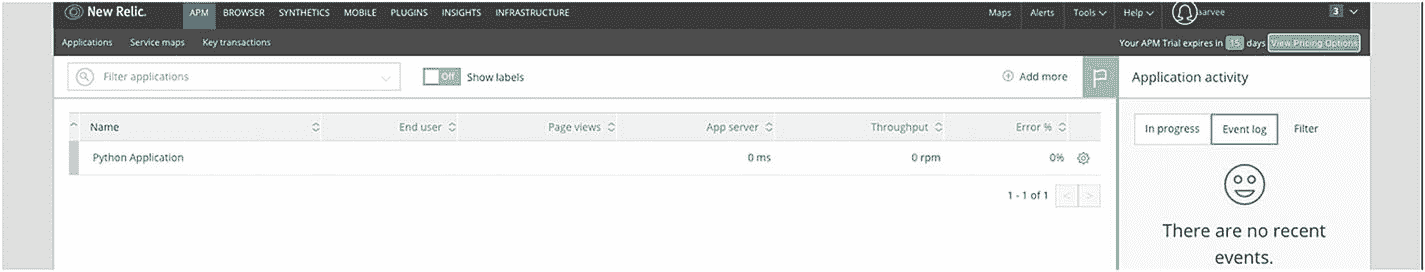 New Relic. APM BROWSER SYNTHETICS MOBILE PLUGINS INSIGHTS INFRASTRUCTURE Maps Alerts Tools Help aarvee 3
Applications Service maps Key transactions Your APM Trial expires in 15 days View Pricing Options
Filter applications Off Show labels Add more Application activity
Name End user Page views App server Throughput Error %
In progress Event log Filter
Python Application 0 ms 0 rpm 0%
1 - 1 of 1 < >
There are no recent
events.